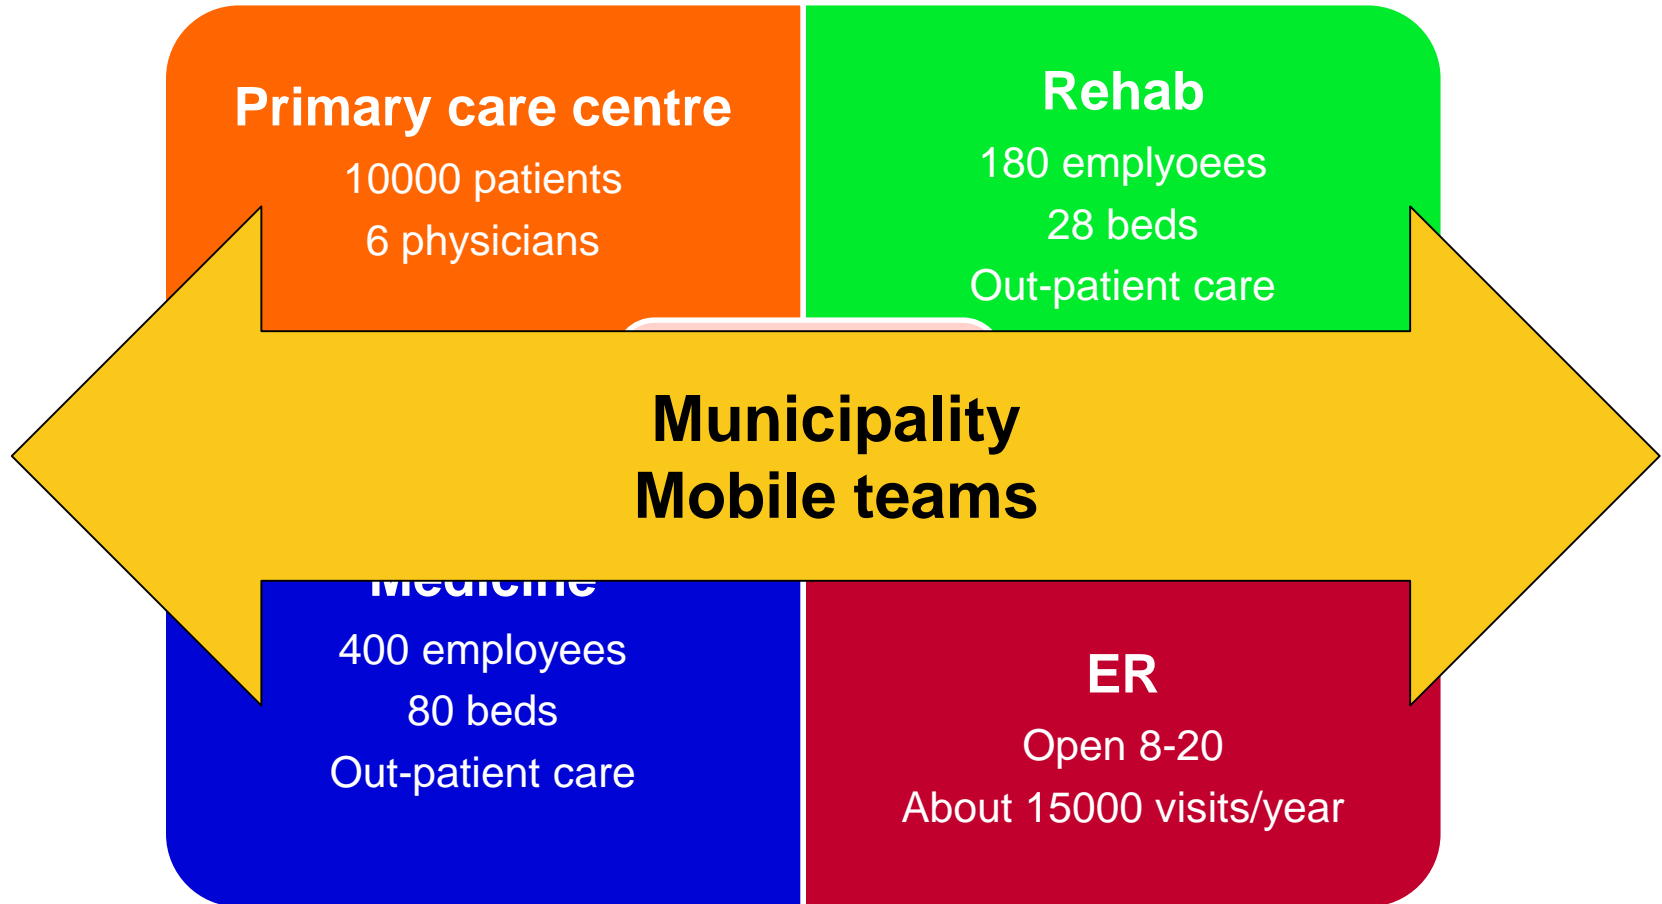 Primary care centre
10000 patients
6 physicians
Rehab
180 emplyoees
28 beds
Out-patient care
Municipality
Mobile teams
Medicine
400 employees
80 beds
Out-patient care
ER
Open 8-20
About 15000 visits/year